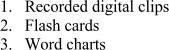 1. Recorded digital clips
2. Flash cards
3. Word charts